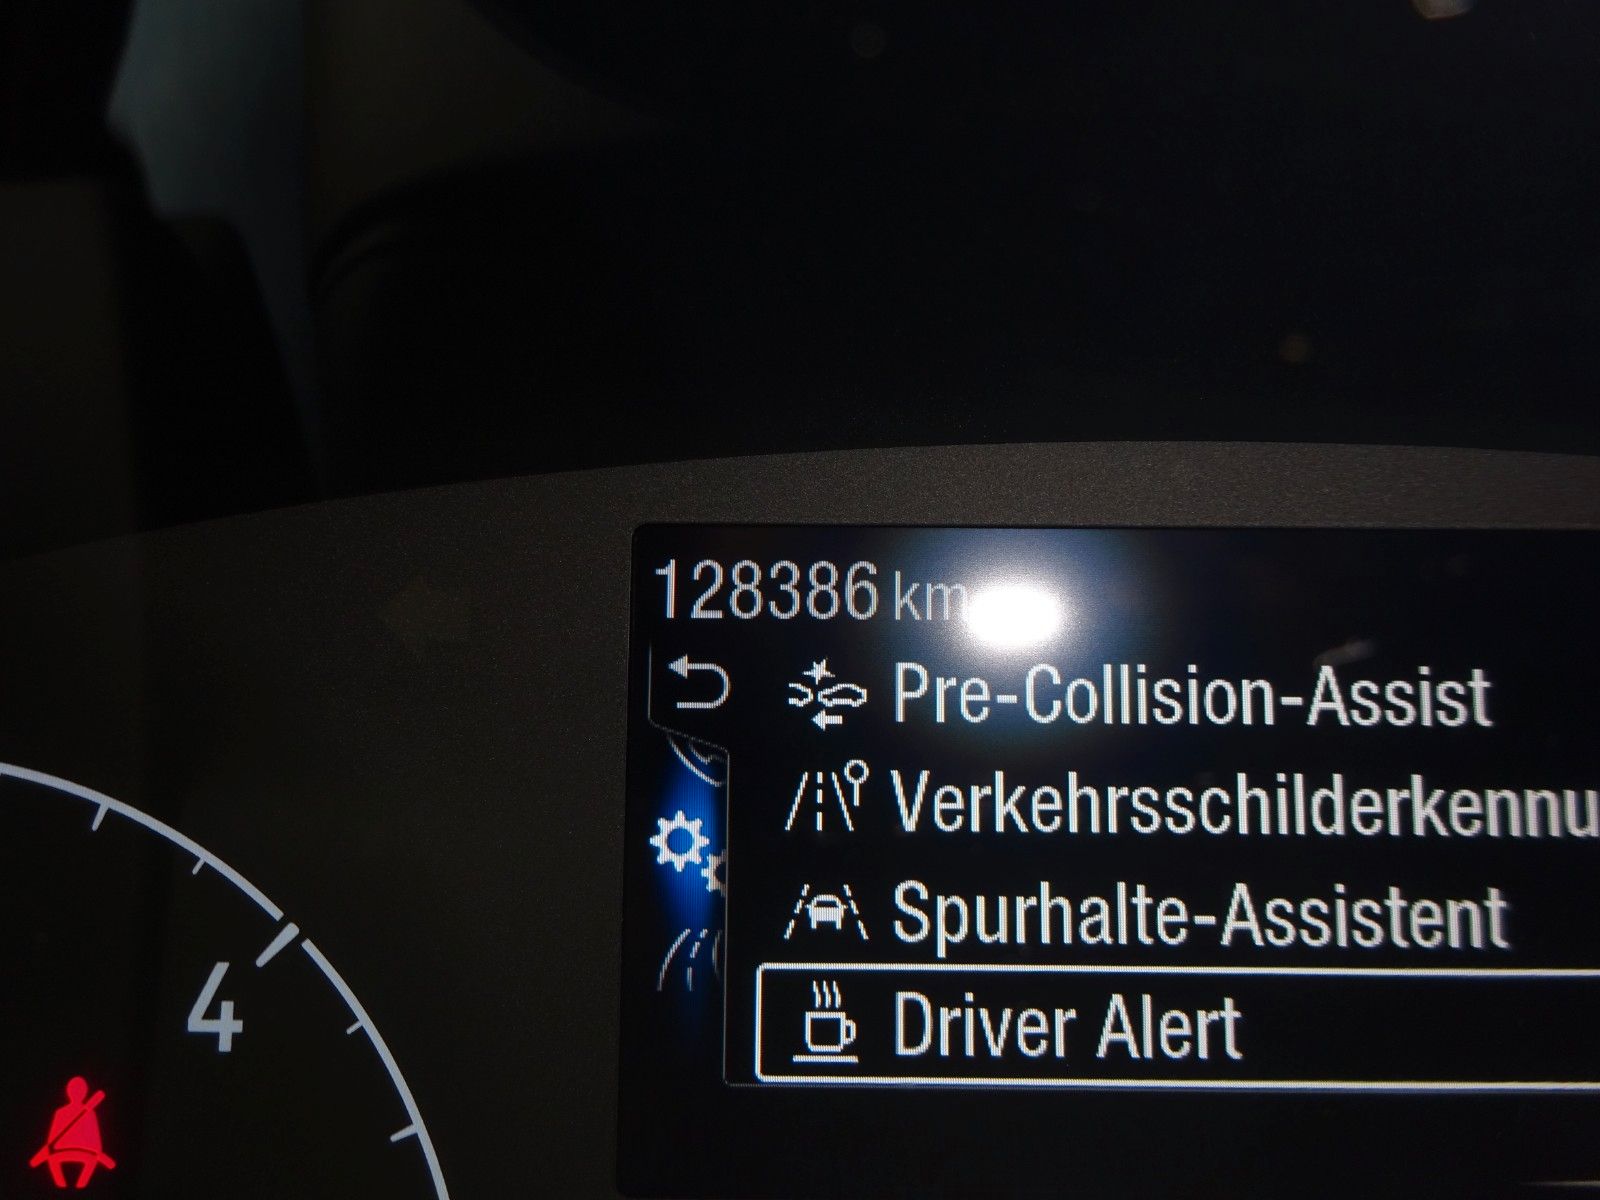 128386 km
Pre-Collision-Assist
Verkehrsschilderkennu
Spurhalte-Assistent
Driver Alert
4